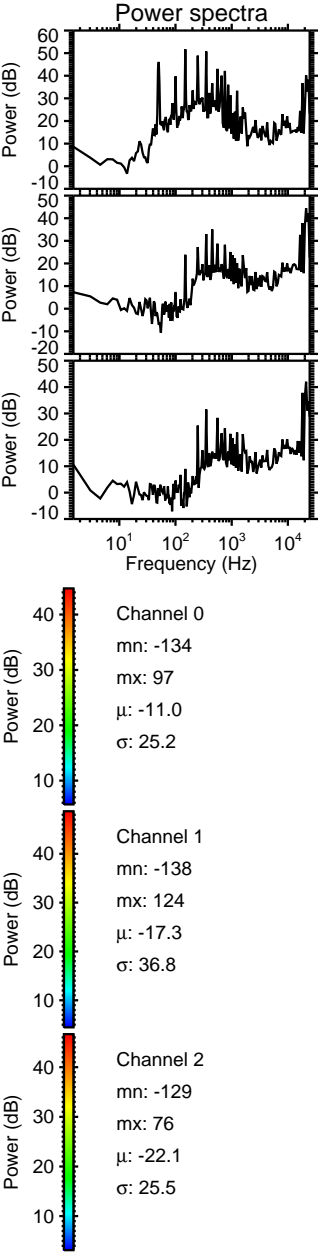 Power spectra
Power (dB)
60
50
40
30
20
10
0
-10
Power (dB)
50
40
30
20
10
0
-10
-20
Power (dB)
50
40
30
20
10
0
-10
10¹ 10² 10³ 10⁴
Frequency (Hz)
Power (dB)
40
30
20
10
Channel 0
mn: -134
mx: 97
μ: -11.0
σ: 25.2
Power (dB)
40
30
20
10
Channel 1
mn: -138
mx: 124
μ: -17.3
σ: 36.8
Power (dB)
40
30
20
10
Channel 2
mn: -129
mx: 76
μ: -22.1
σ: 25.5